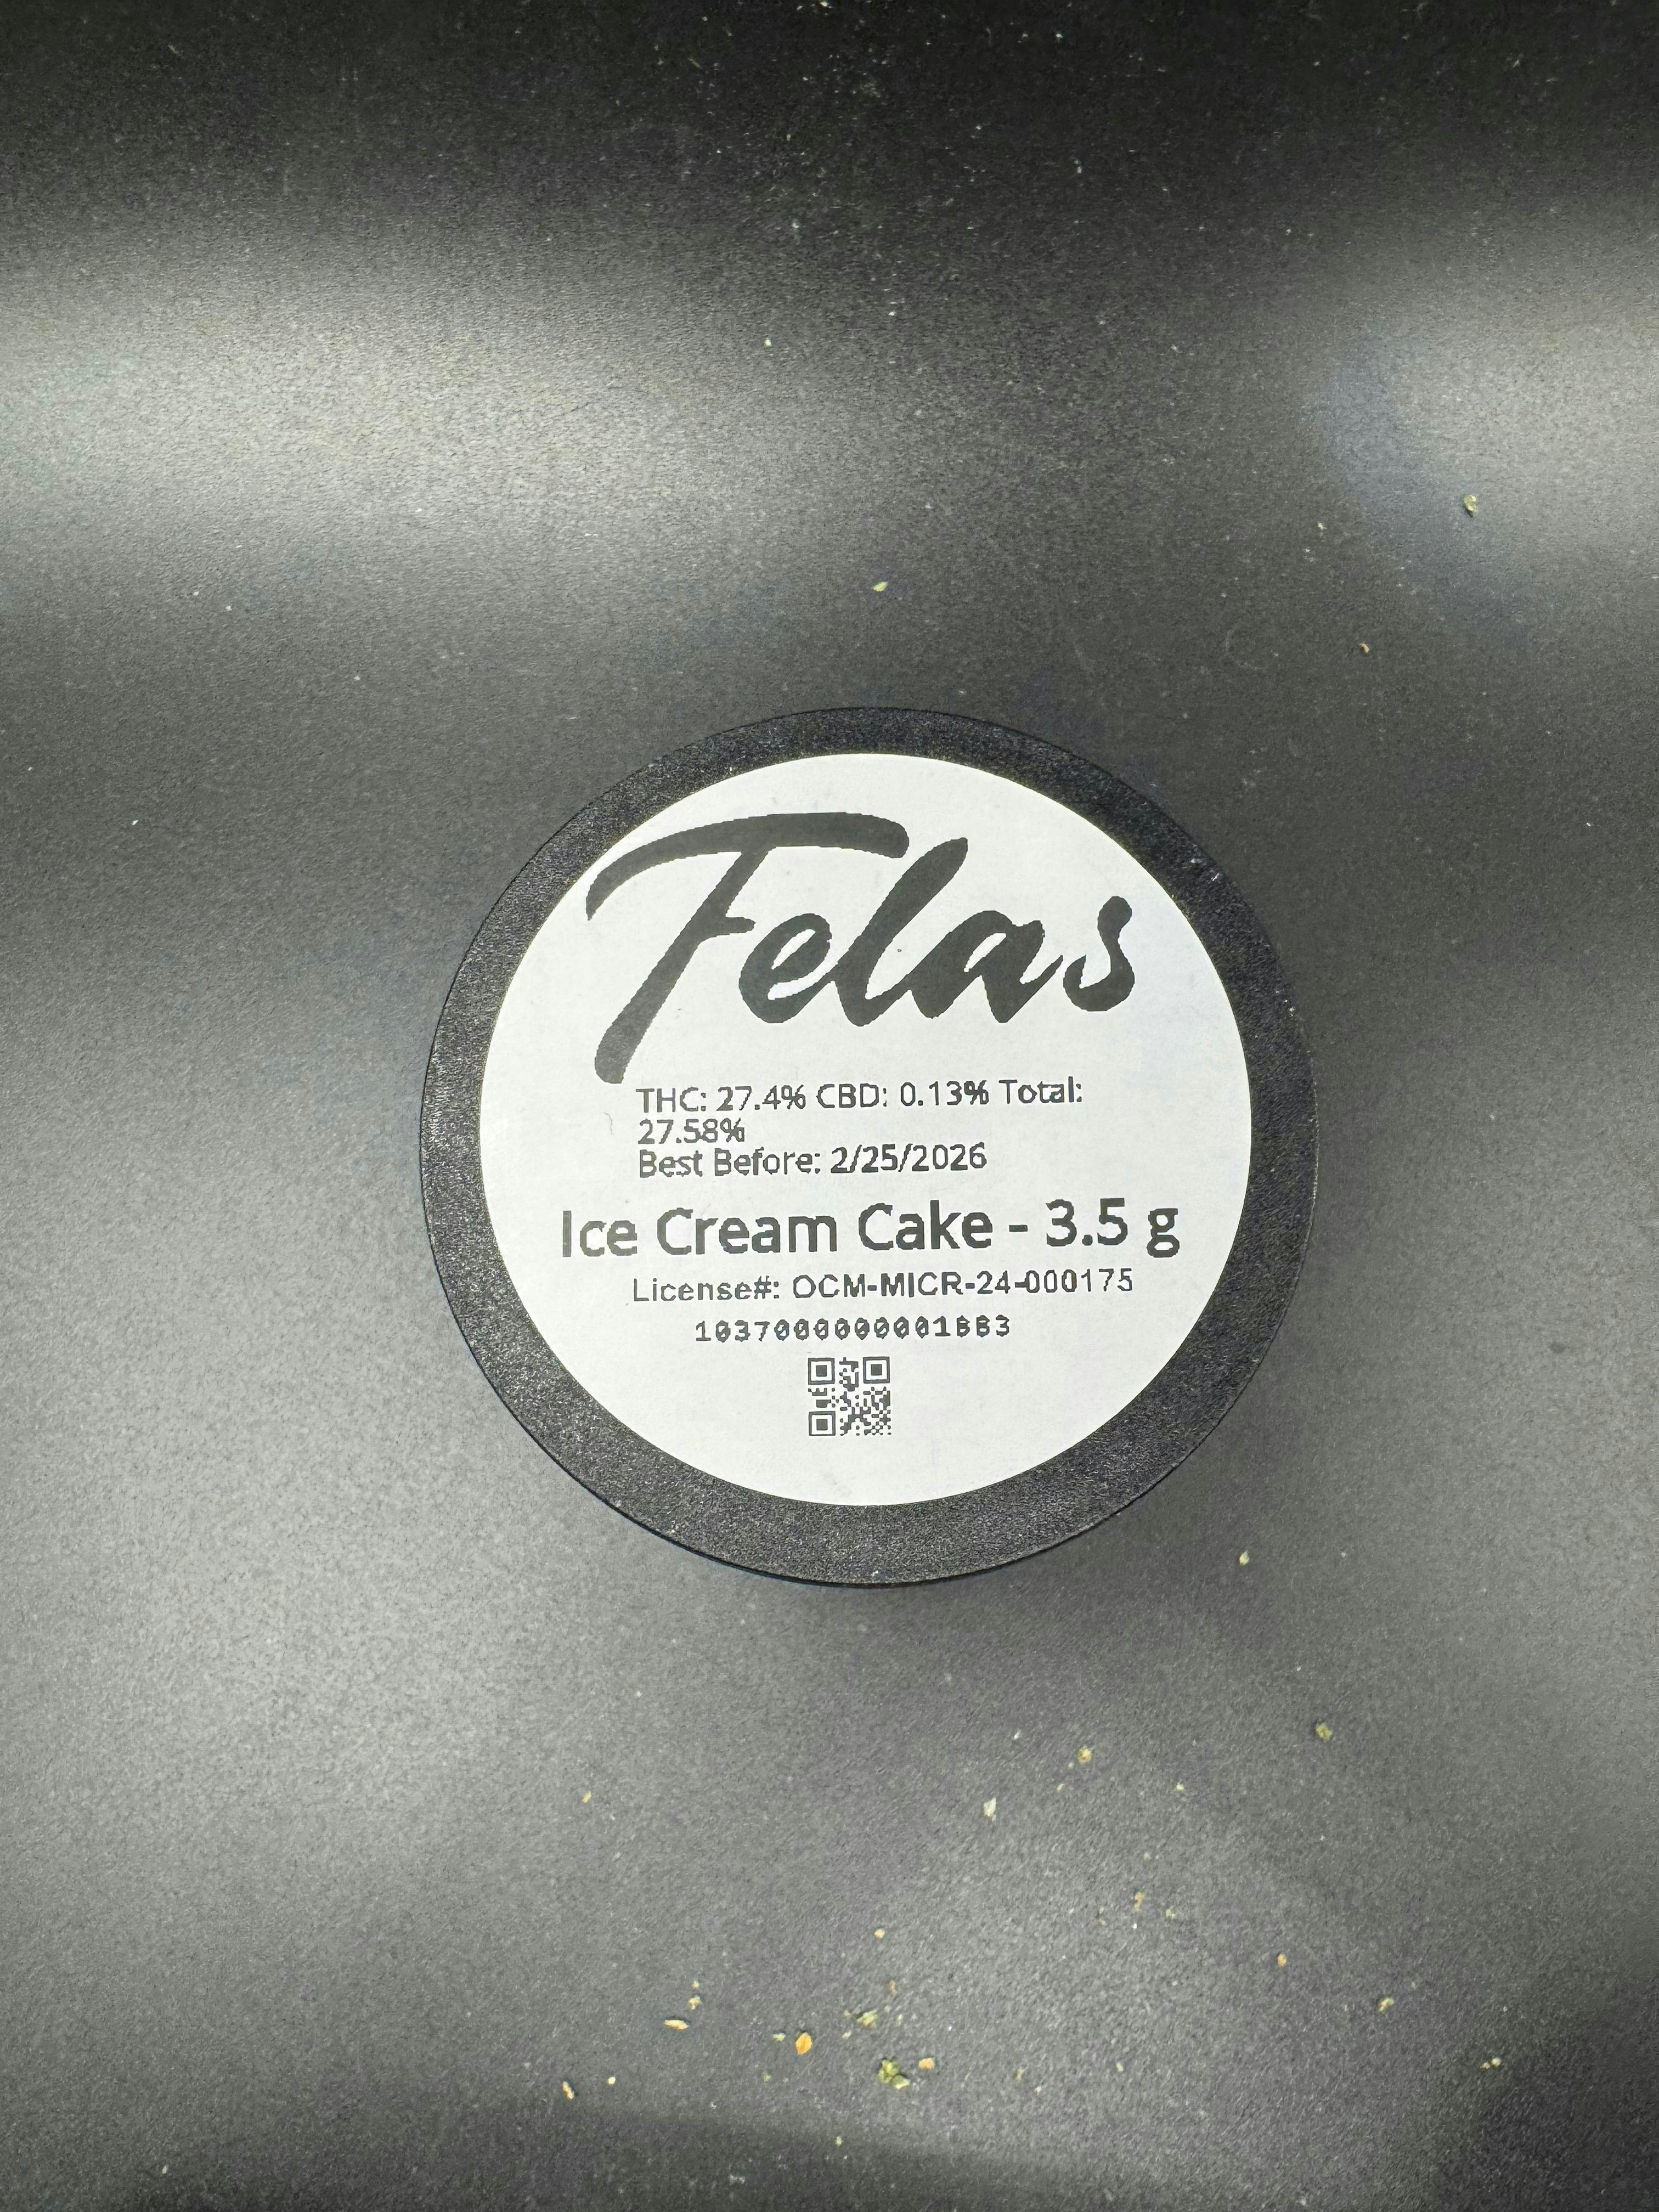 Felas
THC: 27.4% CBD: 0.13% Total:
27.58%
Best Before: 2/25/2026
Ice Cream Cake - 3.5 g
License#: OCM-MICR-24-000175
1037000000001BB3